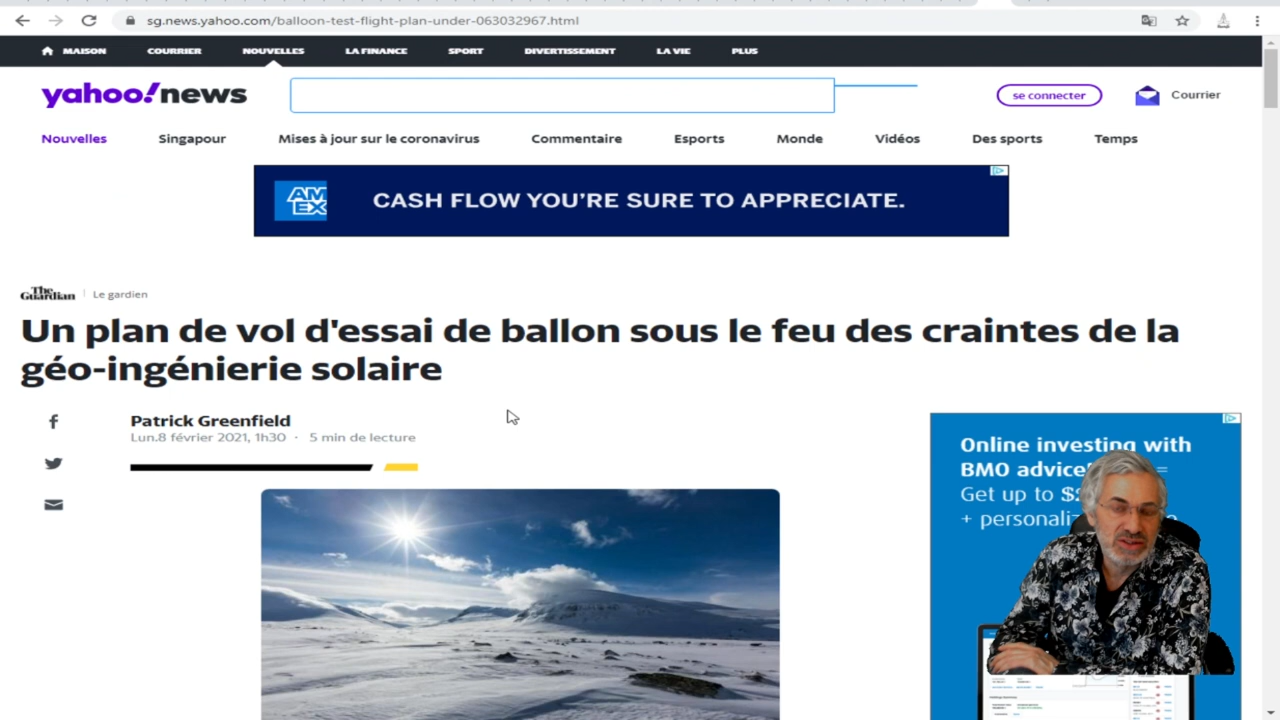 sg.news.yahoo.com/balloon-test-flight-plan-under-063032967.html
MAISON COURRIER NOUVELLES LA FINANCE SPORT DIVERTISSEMENT LA VIE PLUS
yahoo!news
se connecter
Courrier
Nouvelles Singapour Mises à jour sur le coronavirus Commentaire Esports Monde Vidéos Des sports Temps
AM
EX
CASH FLOW YOU'RE SURE TO APPRECIATE.
The
Guardian
Le gardien
Un plan de vol d'essai de ballon sous le feu des craintes de la
géo-ingénierie solaire
Patrick Greenfield
Lun.8 février 2021, 1h30 · 5 min de lecture
Online investing with
BMO advice
Get up to
+